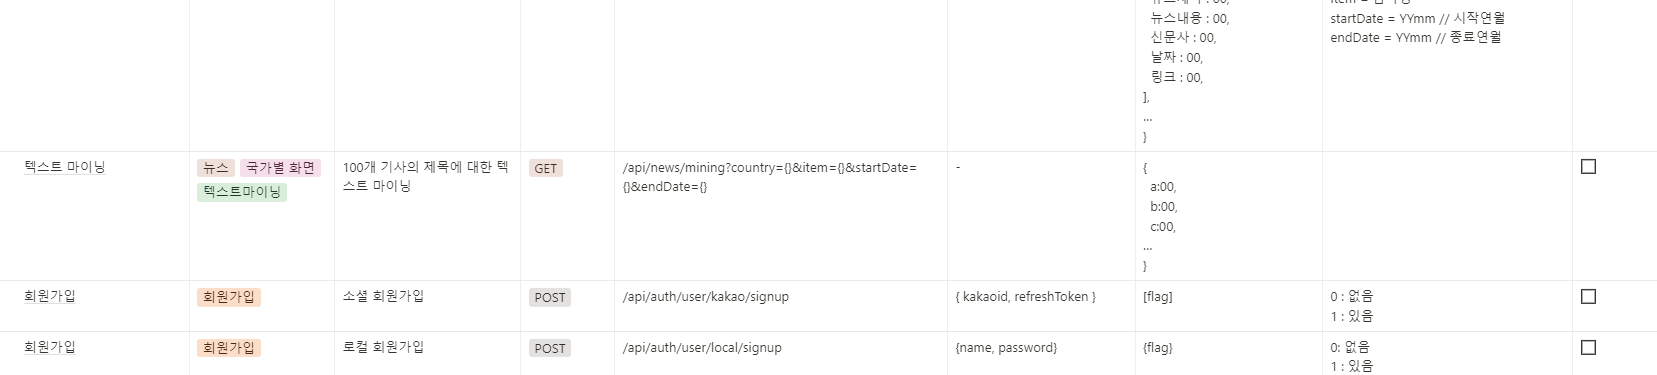 뉴스내용 : 00,
신문사 : 00,
날짜 : 00,
링크 : 00,
],
...
}
startDate = YYmm // 시작연월
endDate = YYmm // 종료연월
텍스트 마이닝
뉴스 국가별 화면
텍스트마이닝
100개 기사의 제목에 대한 텍
스트 마이닝
GET
/api/news/mining?country={}&item={}&startDate=
{}&endDate={}
-
{
a:00,
b:00,
c:00,
...
}
회원가입
회원가입
소셜 회원가입
POST
/api/auth/user/kakao/signup
{ kakaoid, refreshToken }
[flag]
0 : 없음
1 : 있음
회원가입
회원가입
로컬 회원가입
POST
/api/auth/user/local/signup
{name, password}
{flag}
0: 없음
1 : 있음